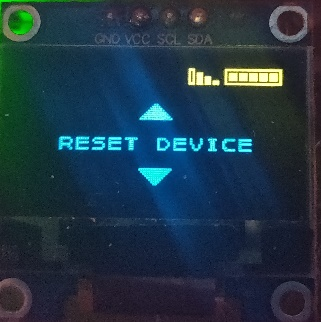 GND VCC SCL SDA
RESET DEVICE